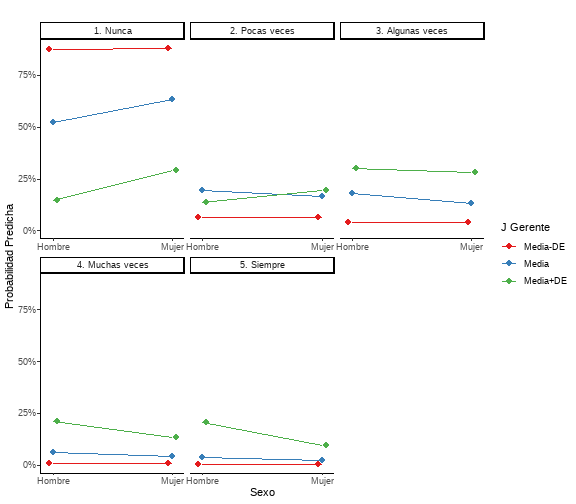 1. Nunca
2. Pocas veces
3. Algunas veces
75%
50%
25%
0%
Hombre
Mujer
Hombre
Mujer
Hombre
Mujer
4. Muchas veces
5. Siempre
75%
50%
25%
0%
Hombre
Mujer
Hombre
Mujer
Sexo
Probabilidad Predicha
J Gerente
Media-DE
Media
Media+DE